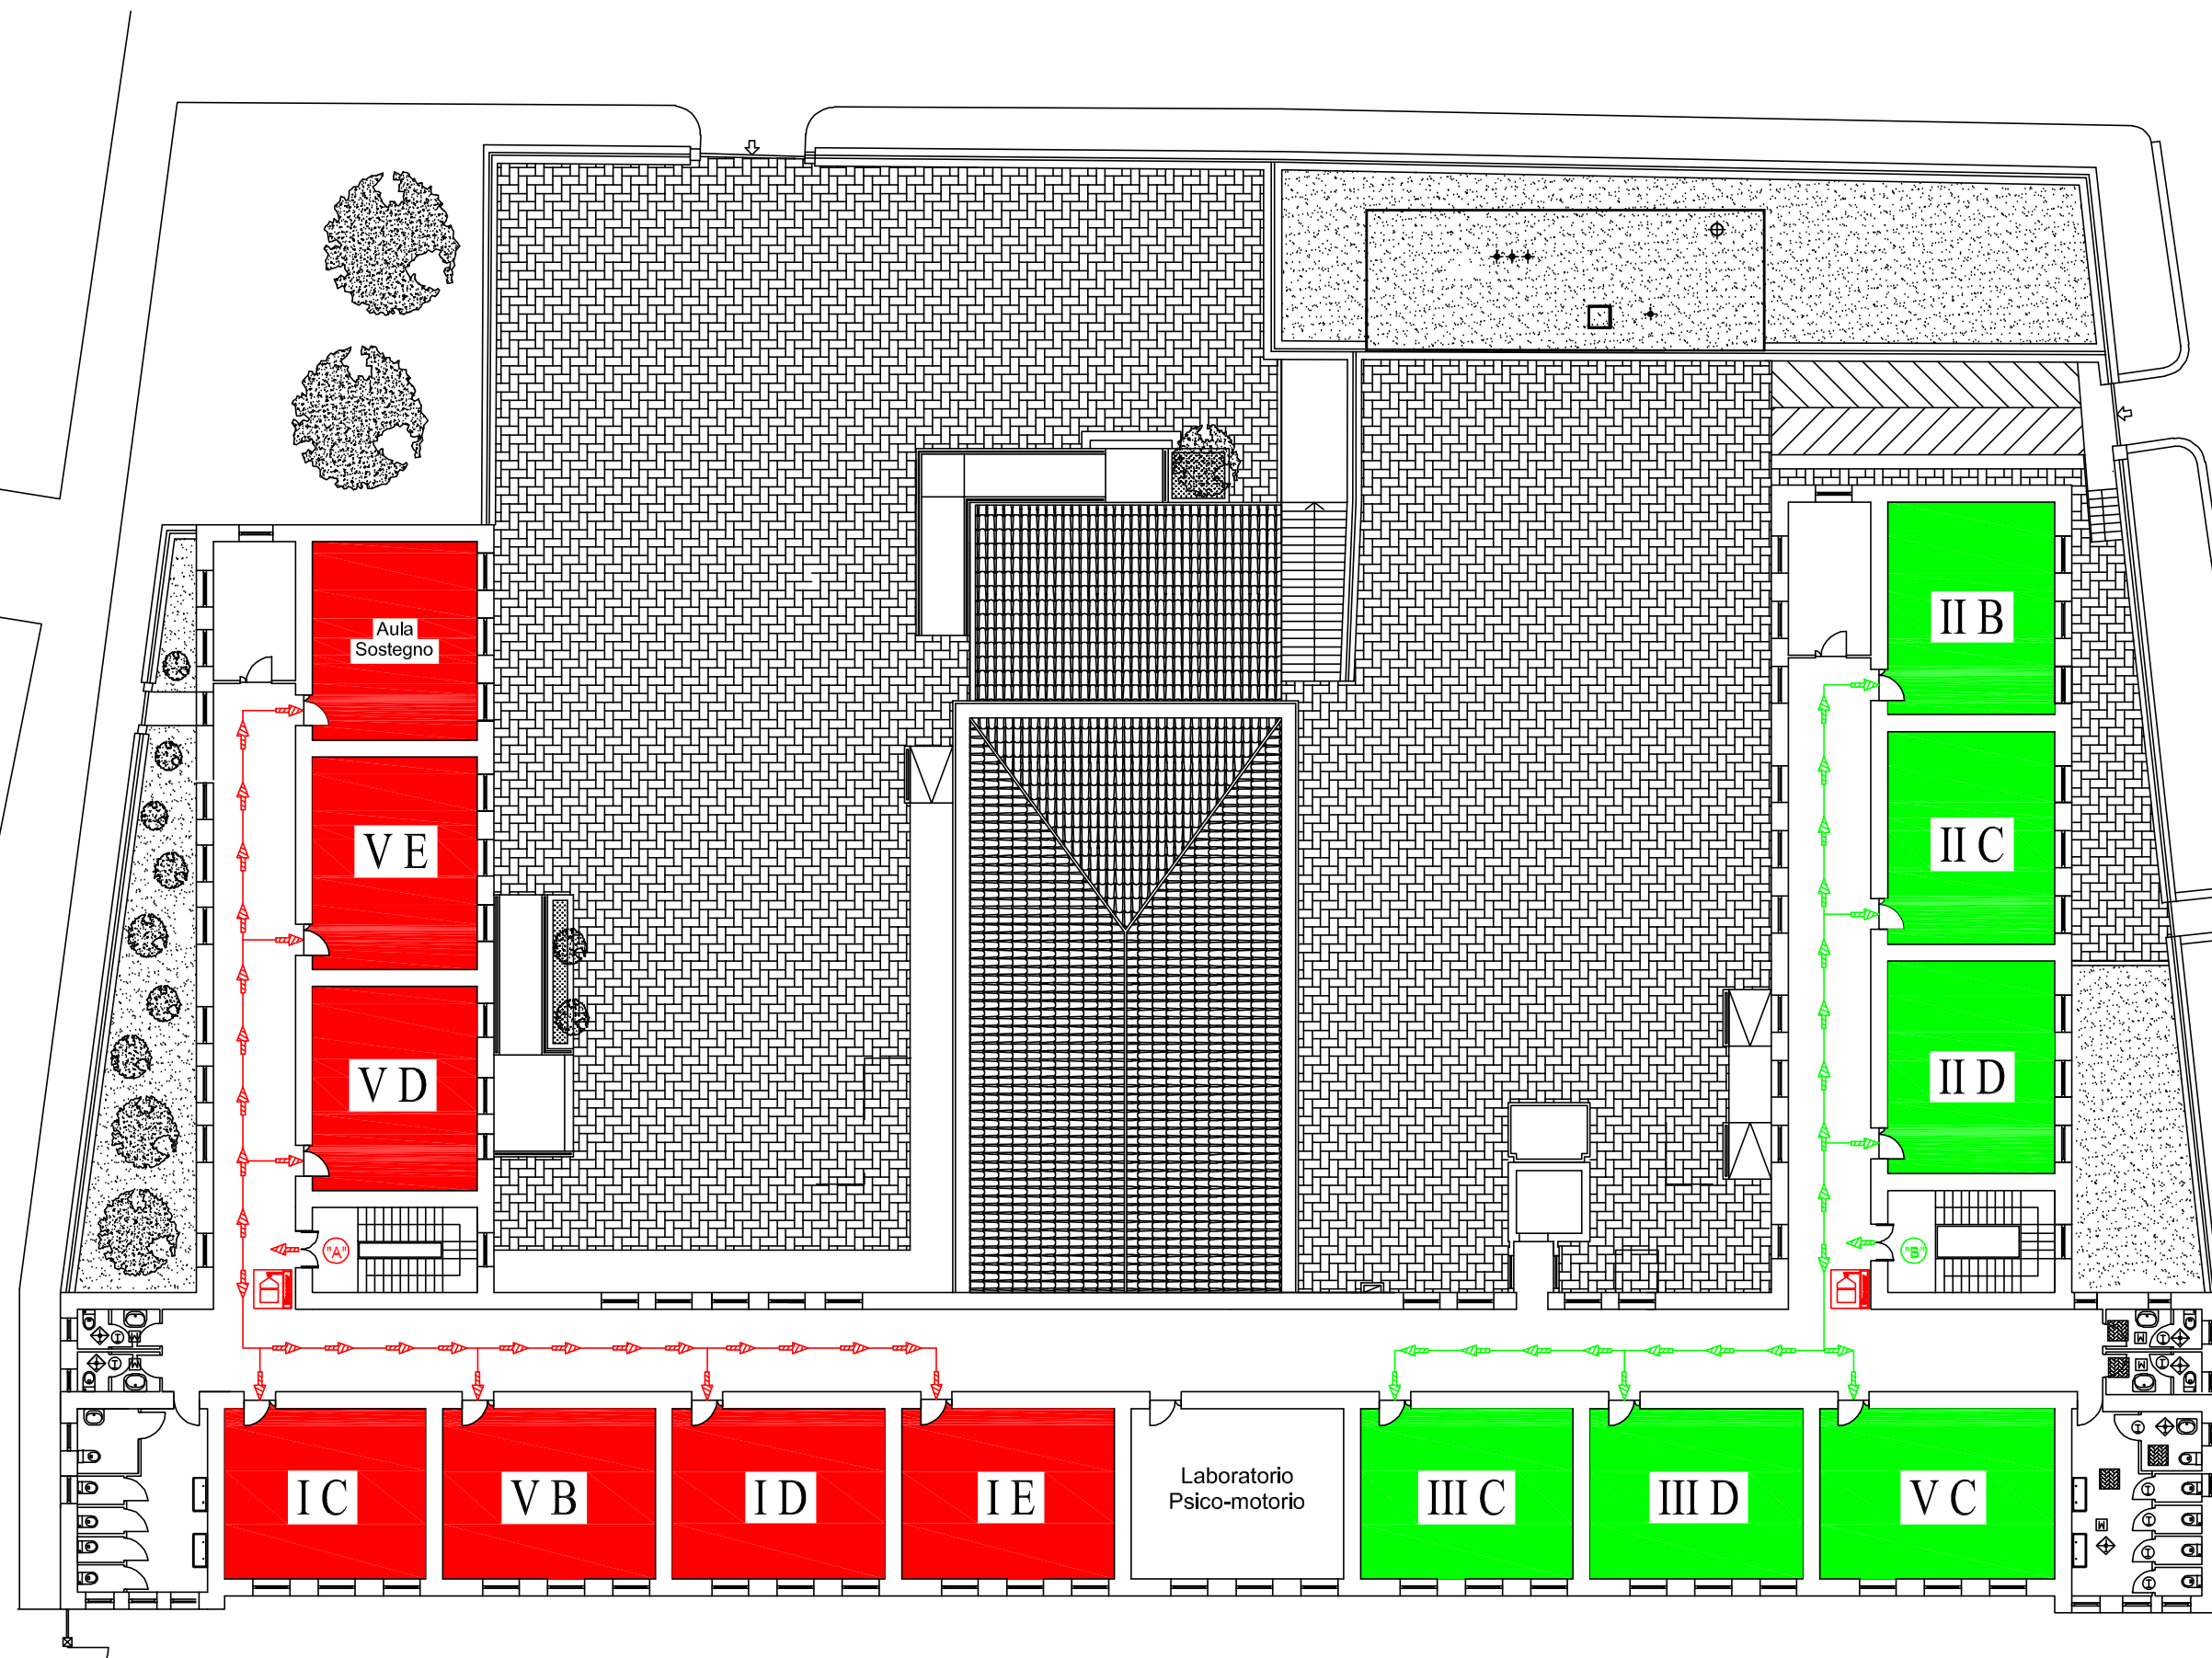 II B
Aula
Sostegno
V E
II C
V D
II D
"A"
"B"
I C
V B
I D
I E
Laboratorio
Psico-motorio
III C
III D
V C